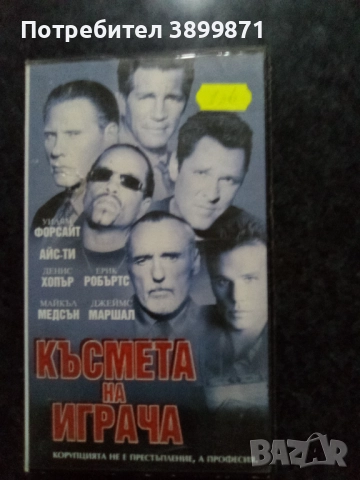 Потребител 3899871
УИЛЯМ
ФОРСАЙТ
АЙС-ТИ
ДЕНИС
ХОПЪР
ЕРИК
РОБЪРТС
МАЙКЪЛ
МЕДСЪН
ДЖЕЙМС
МАРШАЛ
КЪСМЕТА
НА
ИГРАЧА
КОРУПЦИЯТА НЕ Е ПРЕСТЪПЛЕНИЕ, А ПРОФЕСИЯ
BAZAR